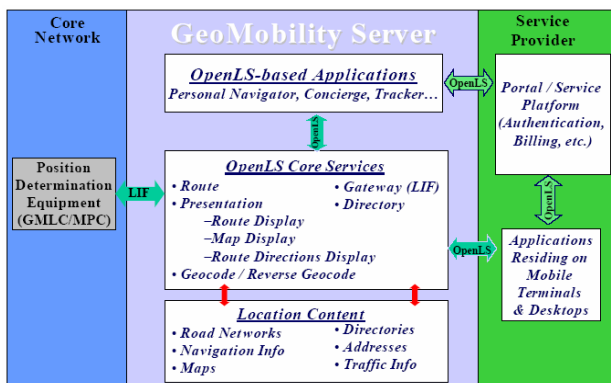 Core
Network
GeoMobility Server
Service
Provider
OpenLS-based Applications
Personal Navigator, Concierge, Tracker…
OpenLS
Portal / Service
Platform
(Authentication,
Billing, etc.)
OpenLS
Position
Determination
Equipment
(GMLC/MPC)
LIF
OpenLS Core Services
• Route
• Presentation
–Route Display
–Map Display
–Route Directions Display
• Geocode / Reverse Geocode
• Gateway (LIF)
• Directory
OpenLS
OpenLS
Applications
Residing on
Mobile
Terminals
& Desktops
Location Content
• Road Networks
• Navigation Info
• Maps
• Directories
• Addresses
• Traffic Info